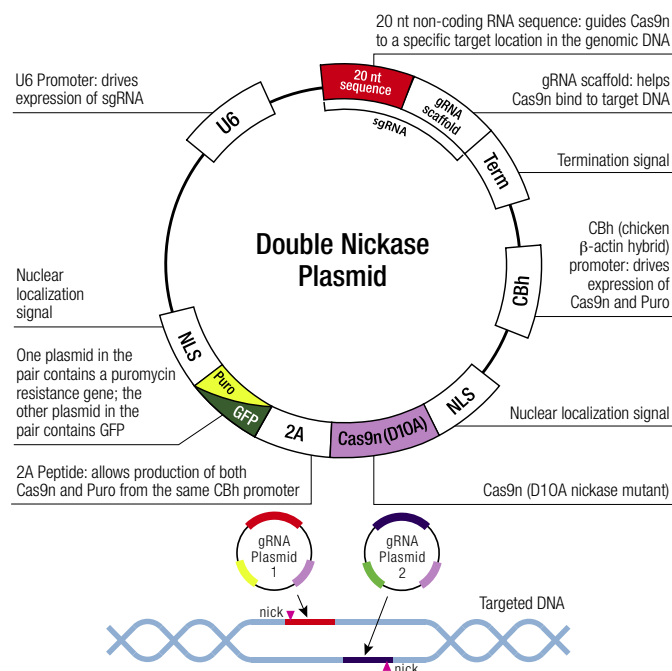 20 nt non-coding RNA sequence: guides Cas9n
to a specific target location in the genomic DNA
U6 Promoter: drives
expression of sgRNA
gRNA scaffold: helps
Cas9n bind to target DNA
20 nt
sequence
gRNA
scaffold
sgRNA
U6
Term
Termination signal
Double Nickase
Plasmid
CBh (chicken
β-actin hybrid)
promoter: drives
expression of
Cas9n and Puro
CBh
Nuclear
localization
signal
NLS
Puro
GFP
2A
Cas9n (D10A)
NLS
One plasmid in the
pair contains a puromycin
resistance gene; the
other plasmid in the
pair contains GFP
Nuclear localization signal
2A Peptide: allows production of both
Cas9n and Puro from the same CBh promoter
Cas9n (D10A nickase mutant)
gRNA
Plasmid
1
gRNA
Plasmid
2
nick
Targeted DNA
nick